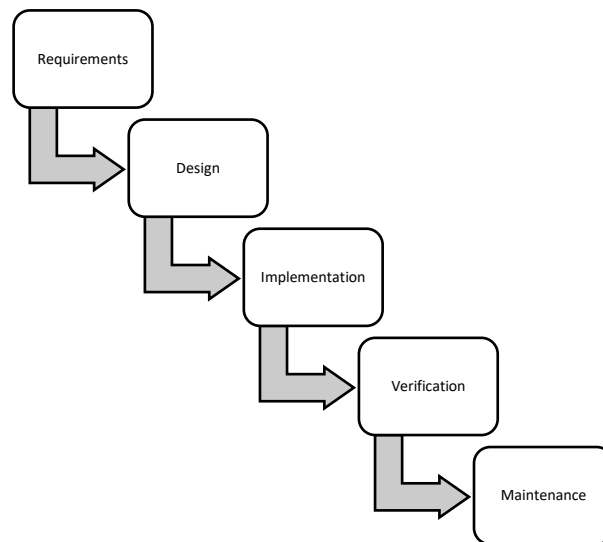 Requirements
Design
Implementation
Verification
Maintenance